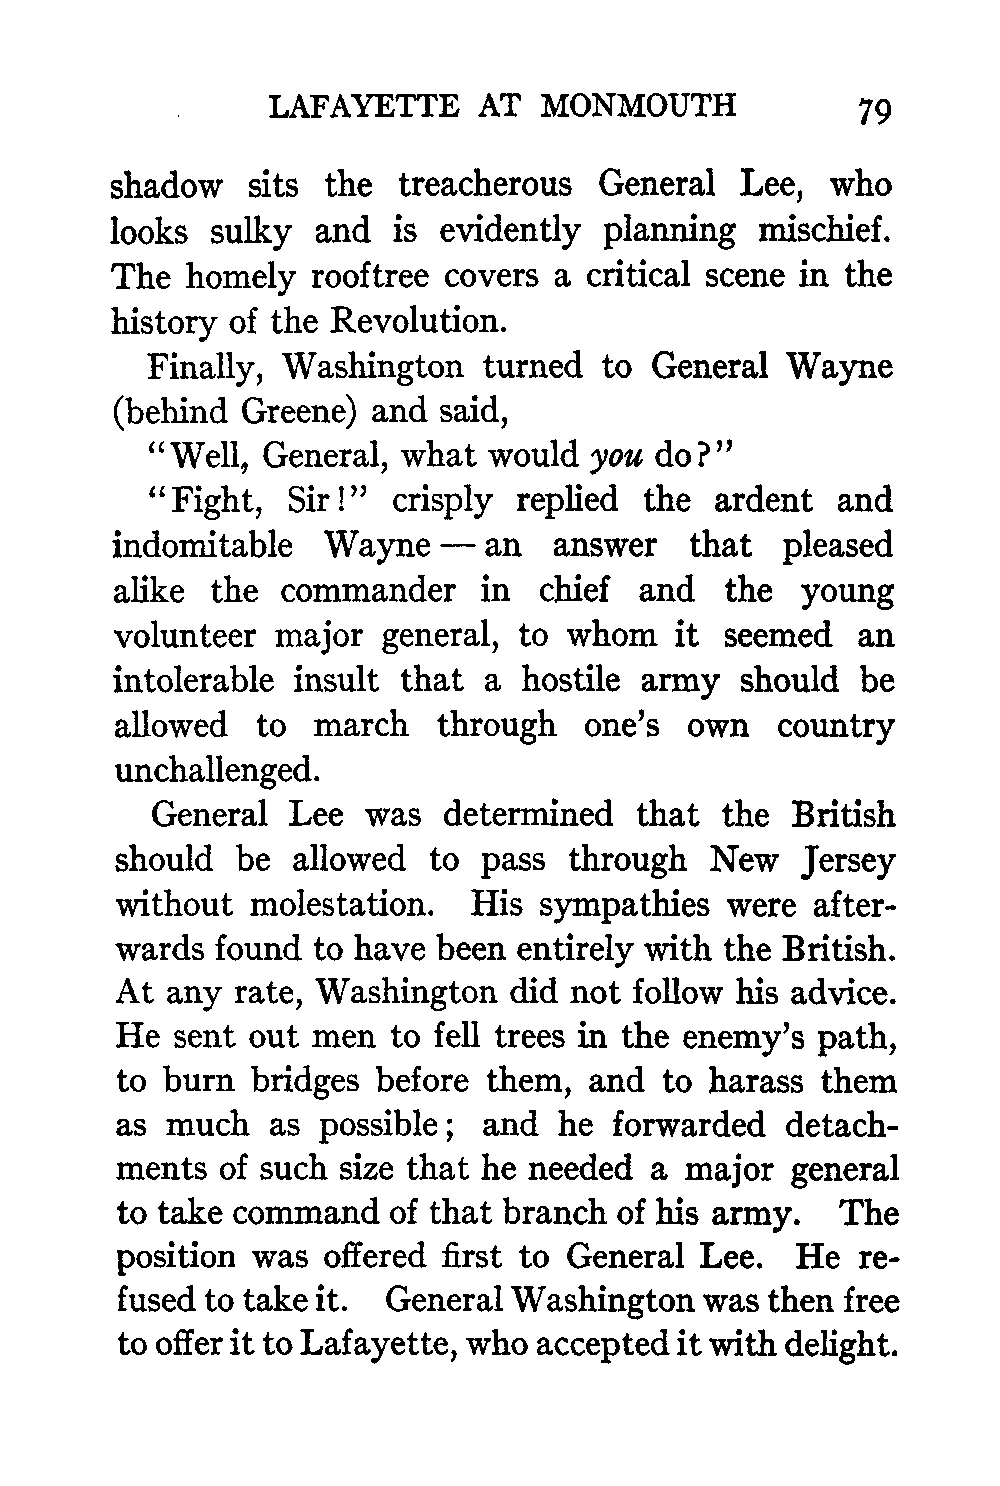 LAFAYETTE AT MONMOUTH 79
shadow sits the treacherous General Lee, who
looks sulky and is evidently planning mischief.
The homely rooftree covers a critical scene in the
history of the Revolution.
Finally, Washington turned to General Wayne
(behind Greene) and said,
"Well, General, what would you do?"
"Fight, Sir!" crisply replied the ardent and
indomitable Wayne — an answer that pleased
alike the commander in chief and the young
volunteer major general, to whom it seemed an
intolerable insult that a hostile army should be
allowed to march through one's own country
unchallenged.
General Lee was determined that the British
should be allowed to pass through New Jersey
without molestation. His sympathies were after-
wards found to have been entirely with the British.
At any rate, Washington did not follow his advice.
He sent out men to fell trees in the enemy's path,
to burn bridges before them, and to harass them
as much as possible; and he forwarded detach-
ments of such size that he needed a major general
to take command of that branch of his army. The
position was offered first to General Lee. He re-
fused to take it. General Washington was then free
to offer it to Lafayette, who accepted it with delight.